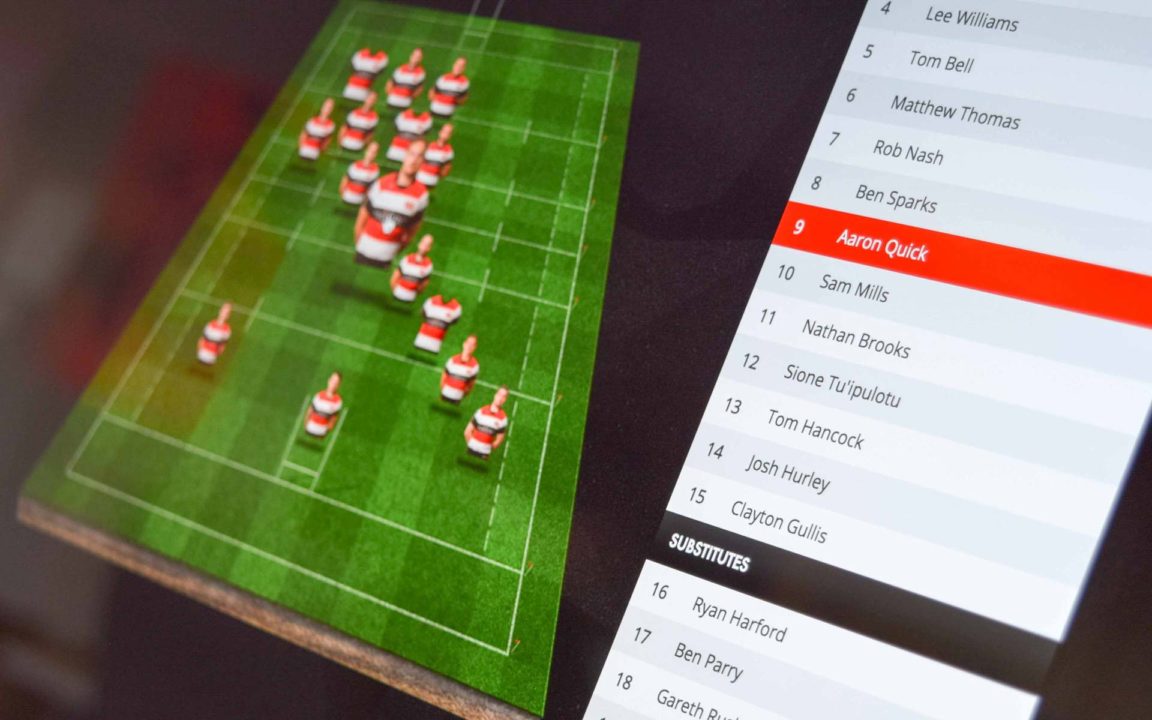 4 Lee Williams
5 Tom Bell
6 Matthew Thomas
7 Rob Nash
8 Ben Sparks
9 Aaron Quick
10 Sam Mills
11 Nathan Brooks
12 Sione Tu'ipulotu
13 Tom Hancock
14 Josh Hurley
15 Clayton Gullis
SUBSTITUTES
16 Ryan Harford
17 Ben Parry
18 Gareth